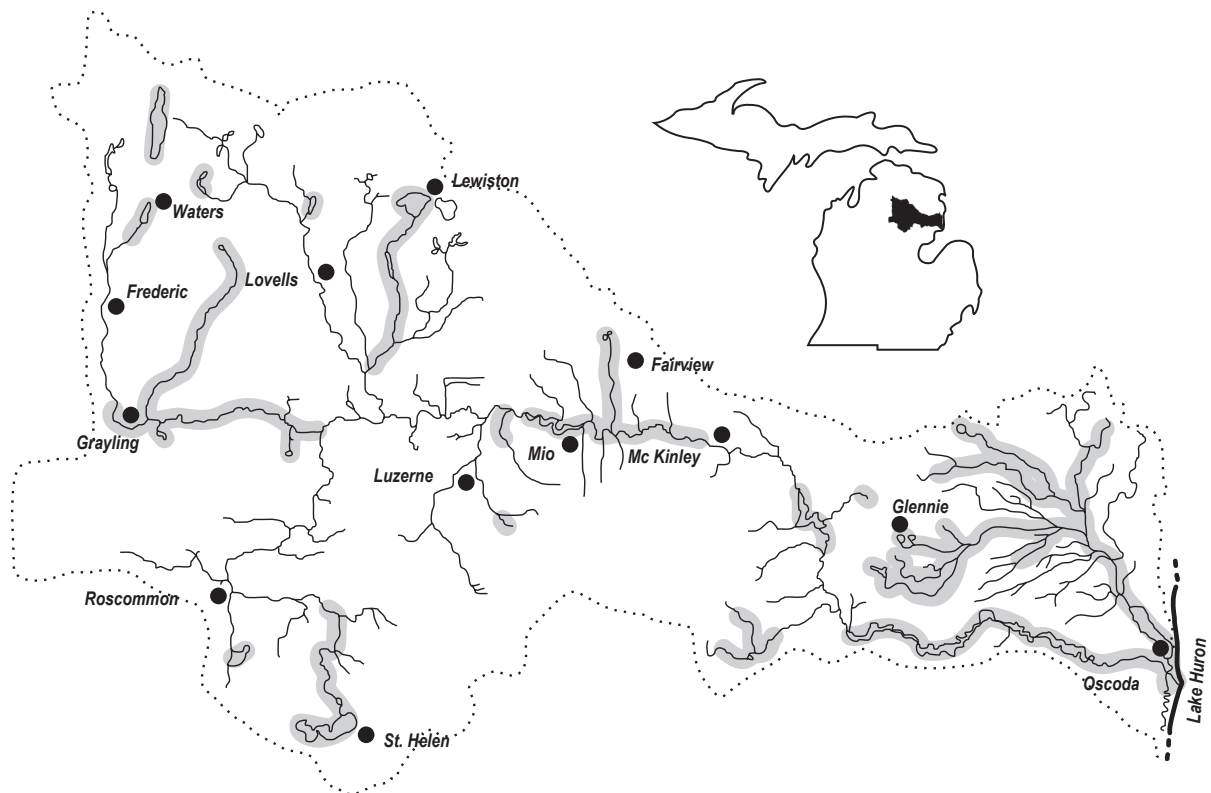 Lewiston
Waters
Lovells
Frederic
Fairview
Grayling
Mio
Mc Kinley
Luzerne
Glennie
Roscommon
Oscoda
Lake Huron
St. Helen